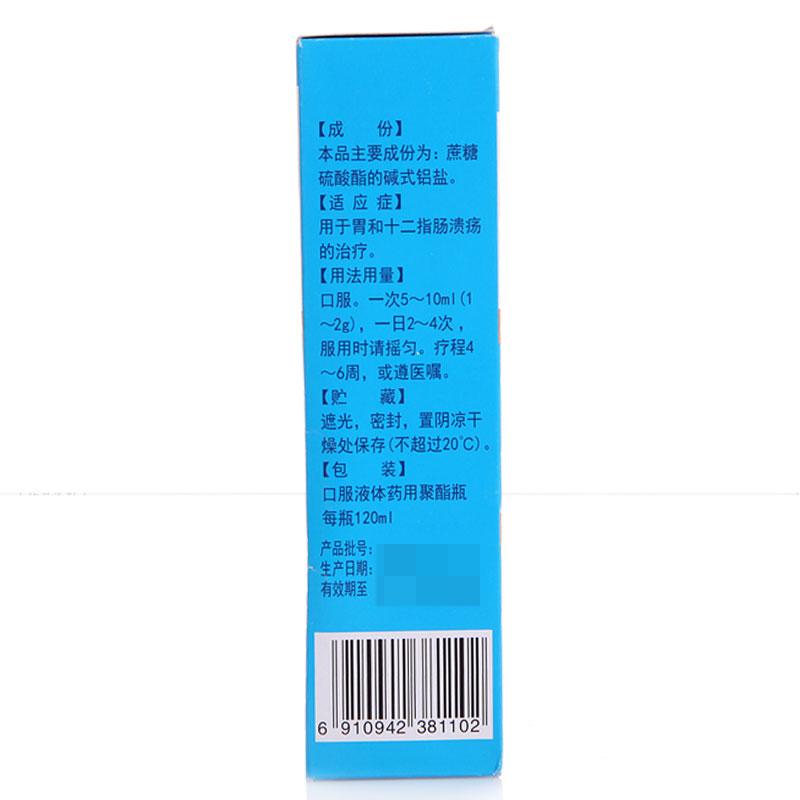 【成 份】
本品主要成份为：蔗糖
硫酸酯的碱式铝盐。
【适 应 症】
用于胃和十二指肠溃疡
的治疗。
【用法用量】
口服。一次5～10ml(1
～2g)，一日2～4次，
服用时请摇匀。疗程4
～6周，或遵医嘱。
【贮 藏】
遮光，密封，置阴凉干
燥处保存(不超过20℃)。
【包 装】
口服液体药用聚酯瓶
每瓶120ml
产品批号：
生产日期：
有效期至
6 910942 381102